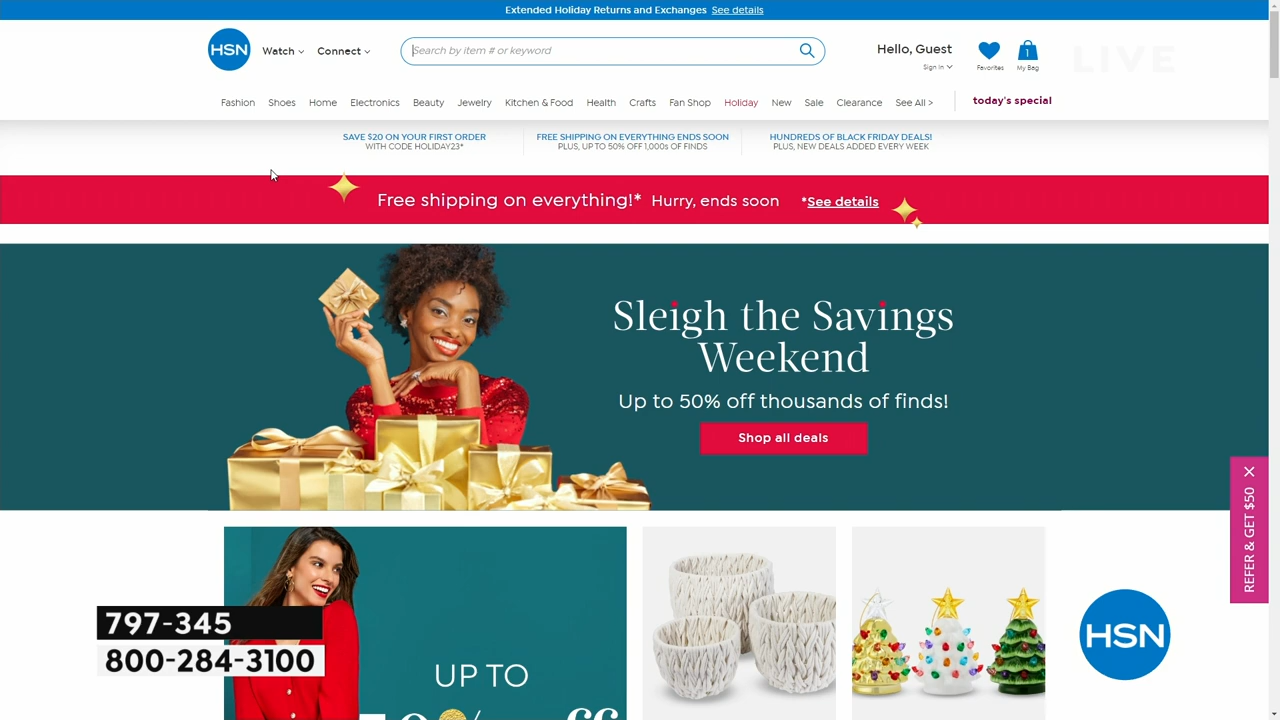 Extended Holiday Returns and Exchanges See details
HSN
Watch
Connect
Search by item # or keyword
Hello, Guest
Sign In
Favorites
1
My Bag
LIVE
Fashion Shoes Home Electronics Beauty Jewelry Kitchen & Food Health Crafts Fan Shop Holiday New Sale Clearance See All >
today's special
SAVE $20 ON YOUR FIRST ORDER
WITH CODE HOLIDAY23*
FREE SHIPPING ON EVERYTHING ENDS SOON
PLUS, UP TO 50% OFF 1,000s OF FINDS
HUNDREDS OF BLACK FRIDAY DEALS!
PLUS, NEW DEALS ADDED EVERY WEEK
Free shipping on everything!* Hurry, ends soon *See details
Sleigh the Savings
Weekend
Up to 50% off thousands of finds!
Shop all deals
REFER & GET $50
797-345
800-284-3100
UP TO
HSN